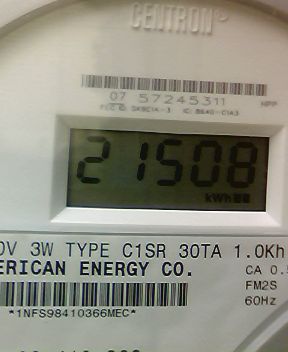 CENTRON
07 57245311
21508
kWh
0V 3W TYPE C1SR 30TA 1.0Kh
ERICAN ENERGY CO.
CA 0.5
FM2S
60Hz
*1NFS98410366MEC*